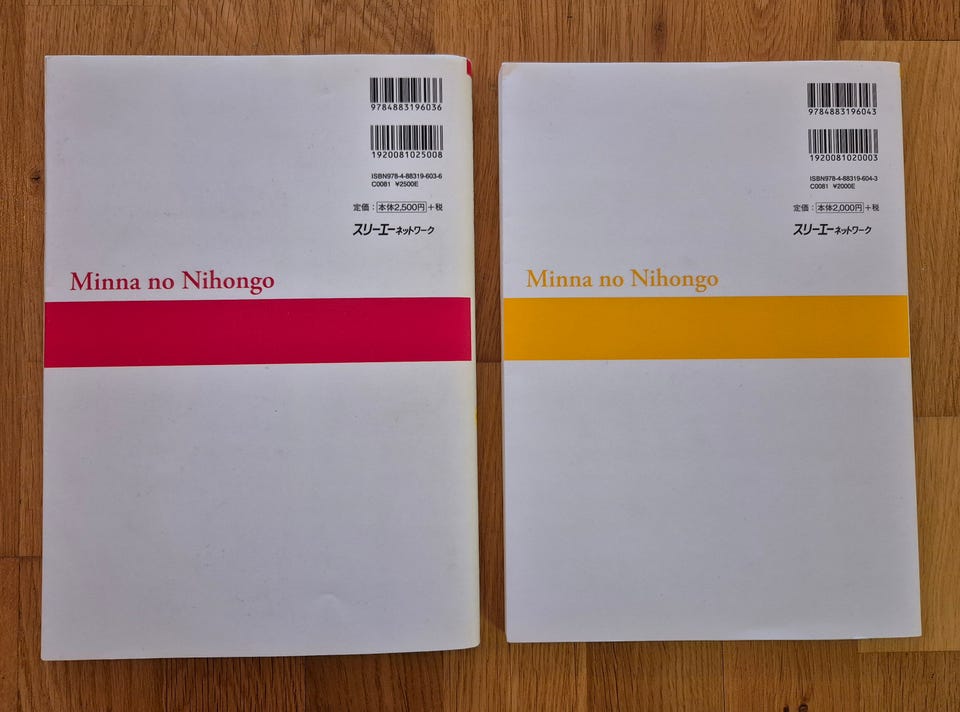 9784883196036
1920081025008
ISBN978-4-88319-603-6
C0081 ¥2500E
定価：本体2,500円+税
スリーエーネットワーク
Minna no Nihongo
9784883196043
1920081020003
ISBN978-4-88319-604-3
C0081 ¥2000E
定価：本体2,000円+税
スリーエーネットワーク
Minna no Nihongo